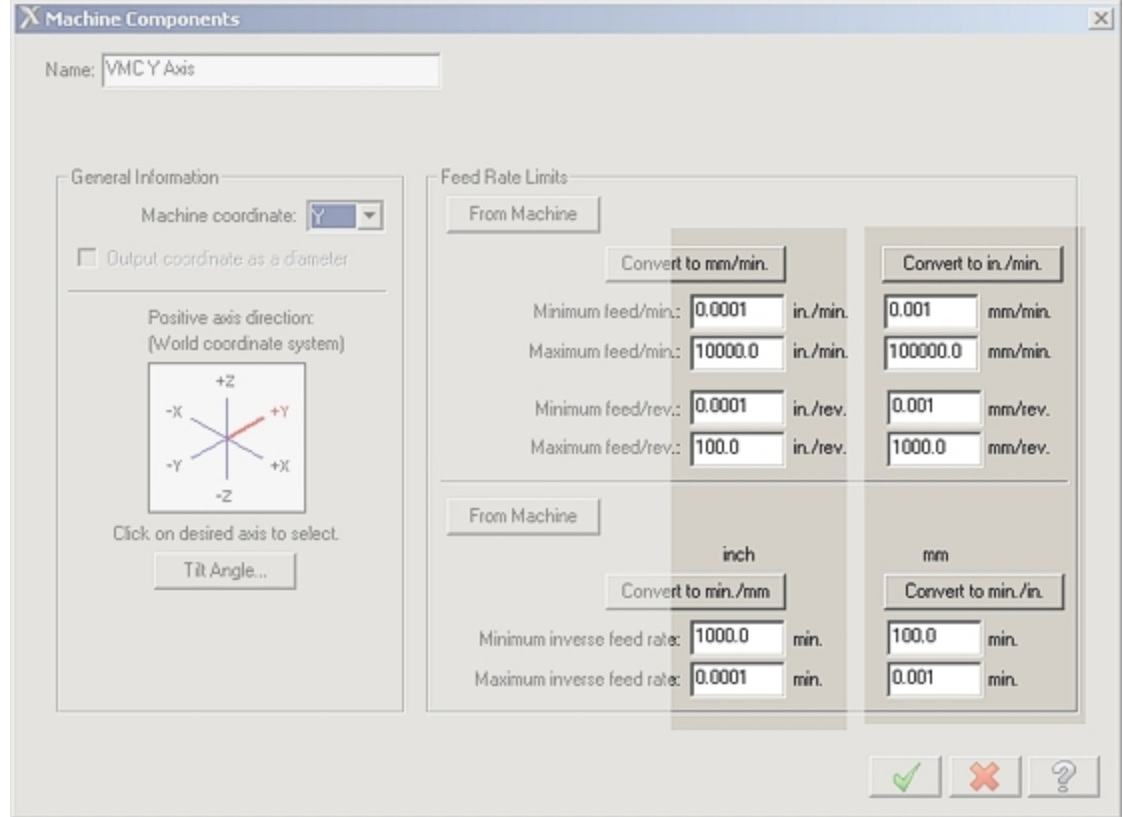 Machine Components
Name: VMC Y Axis
General Information
Machine coordinate: Y
Output coordinate as a diameter
Positive axis direction:
(World coordinate system)
+Z
-X +Y
-Y +X
-Z
Click on desired axis to select.
Tilt Angle...
Feed Rate Limits
From Machine
Convert to mm/min. Convert to in./min.
Minimum feed/min.: 0.0001 in./min. 0.001 mm/min.
Maximum feed/min.: 10000.0 in./min. 100000.0 mm/min.
Minimum feed/rev.: 0.0001 in./rev. 0.001 mm/rev.
Maximum feed/rev.: 100.0 in./rev. 1000.0 mm/rev.
From Machine
inch mm
Convert to min./mm Convert to min./in.
Minimum inverse feed rate: 1000.0 min. 100.0 min.
Maximum inverse feed rate: 0.0001 min. 0.001 min.